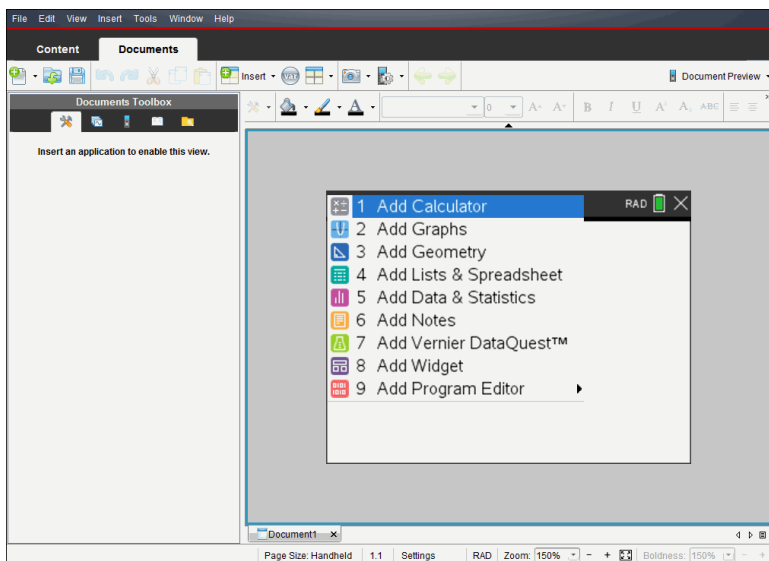 File Edit View Insert Tools Window Help
Content Documents
Insert VAR Document Preview
Documents Toolbox
0 A A B I U A A ABC
Insert an application to enable this view.
RAD
1 Add Calculator
2 Add Graphs
3 Add Geometry
4 Add Lists & Spreadsheet
5 Add Data & Statistics
6 Add Notes
7 Add Vernier DataQuest™
8 Add Widget
9 Add Program Editor
Document1
Page Size: Handheld 1.1 Settings RAD Zoom: 150% - + Boldness: 150% - +